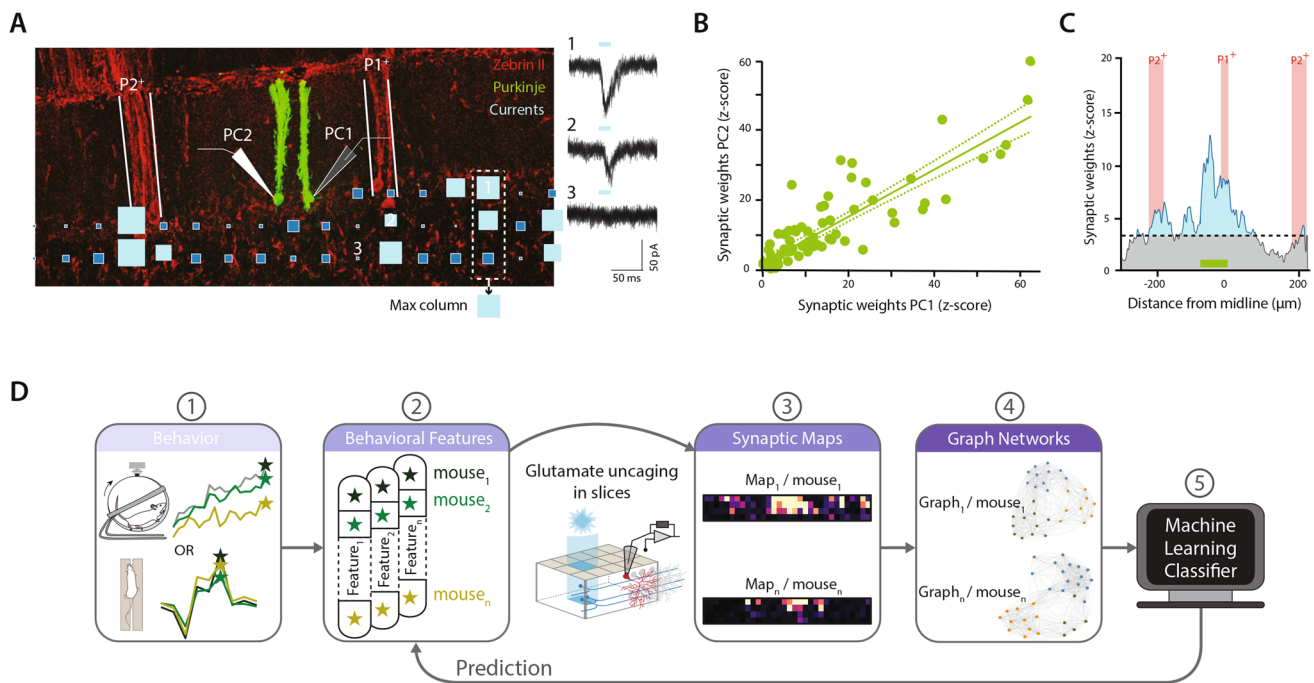 A
Zebrin II
Purkinje
Currents
P2+
P1+
PC2
PC1
1
3
Max column
1
2
3
50 pA
50 ms
B
Synaptic weights PC2 (z-score)
60
40
20
0
0
10
20
30
40
50
60
Synaptic weights PC1 (z-score)
C
Synaptic weights (z-score)
20
15
10
5
0
P2+
P1+
P2+
-200
0
200
Distance from midline (µm)
D
1
Behavior
OR
2
Behavioral Features
mouse1
mouse2
mousen
Feature1
Feature2
Featuren
Glutamate uncaging
in slices
3
Synaptic Maps
Map1 / mouse1
Mapn / mousen
4
Graph Networks
Graph1 / mouse1
Graphn / mousen
5
Machine
Learning
Classifier
Prediction